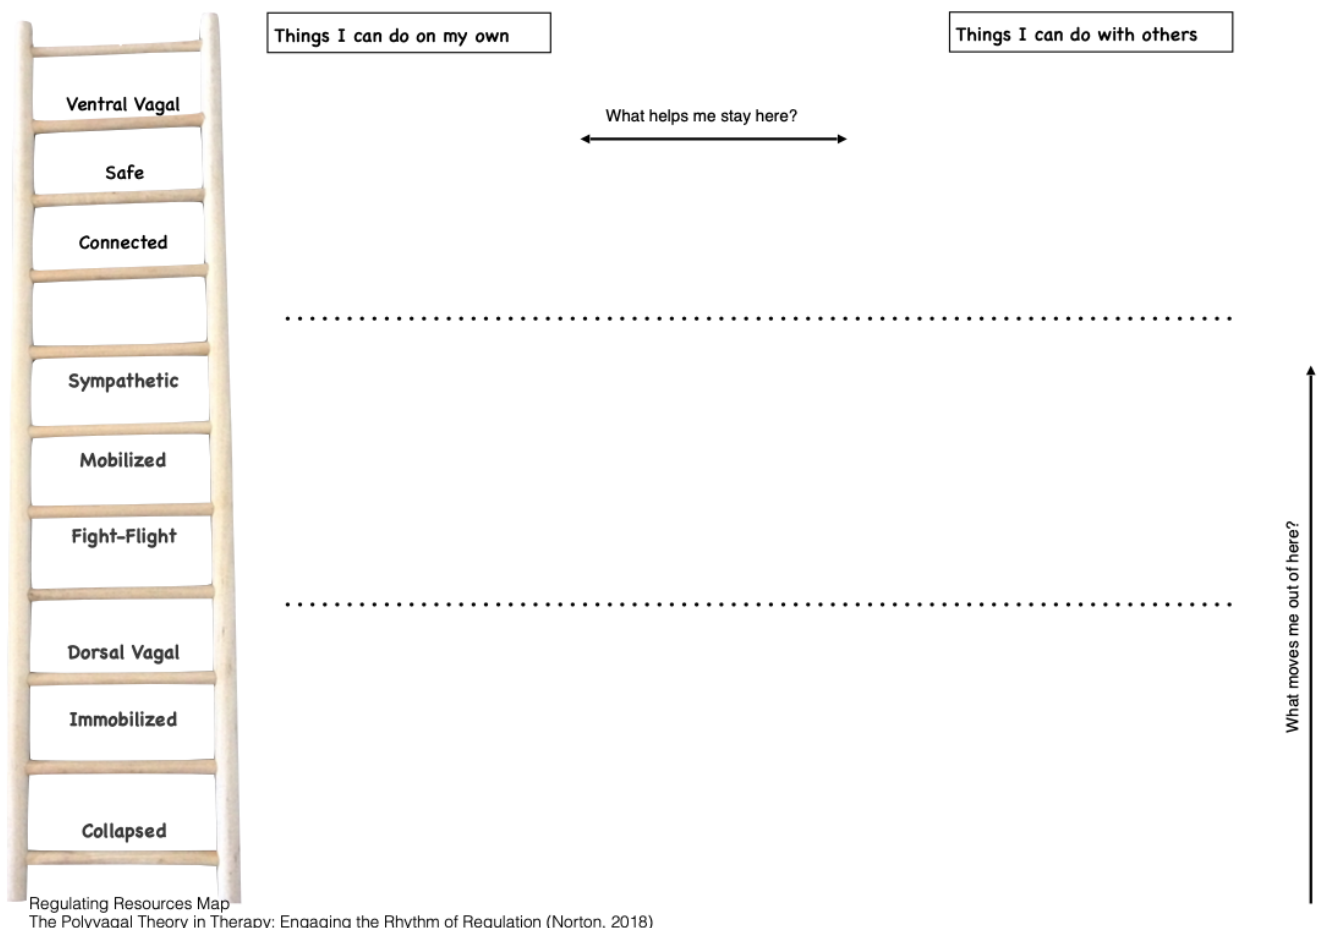 Things I can do on my own
Things I can do with others
What helps me stay here?
Ventral Vagal
Safe
Connected
Sympathetic
Mobilized
Fight-Flight
Dorsal Vagal
Immobilized
Collapsed
What moves me out of here?
Regulating Resources Map
The Polyvagal Theory in Therapy: Engaging the Rhythm of Regulation (Norton, 2018)